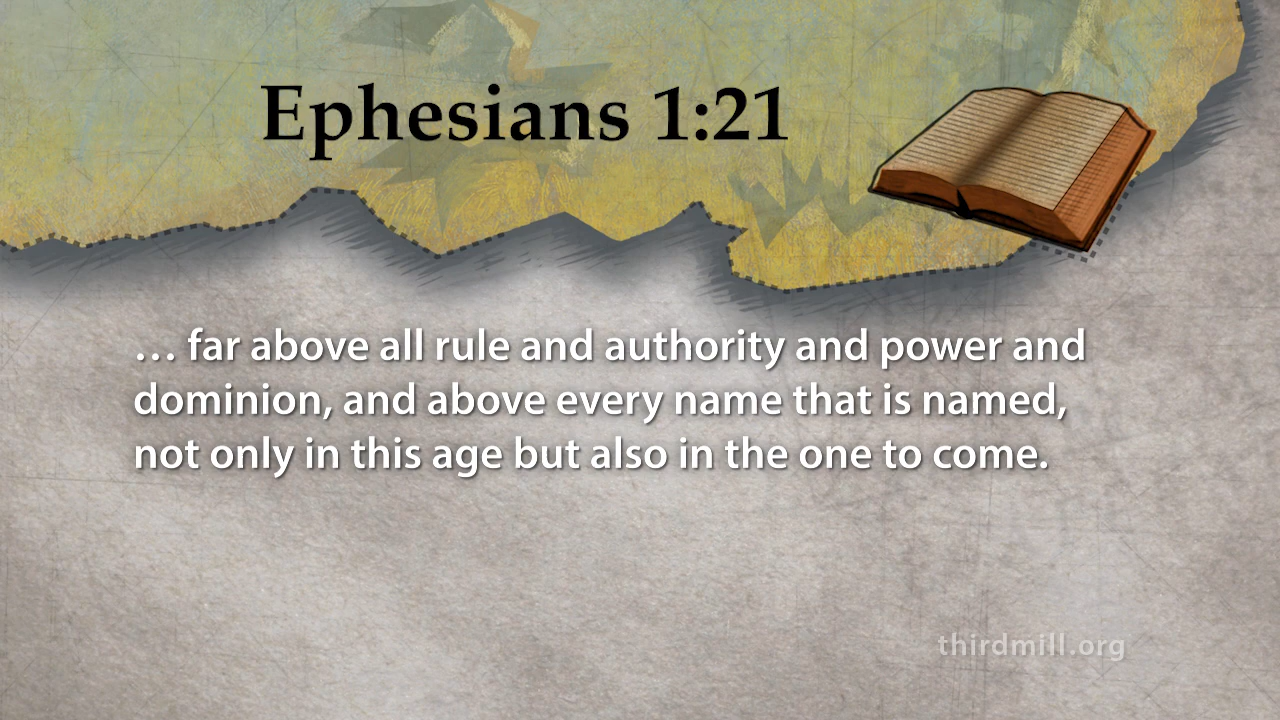 Ephesians 1:21
… far above all rule and authority and power and
dominion, and above every name that is named,
not only in this age but also in the one to come.
thirdmill.org